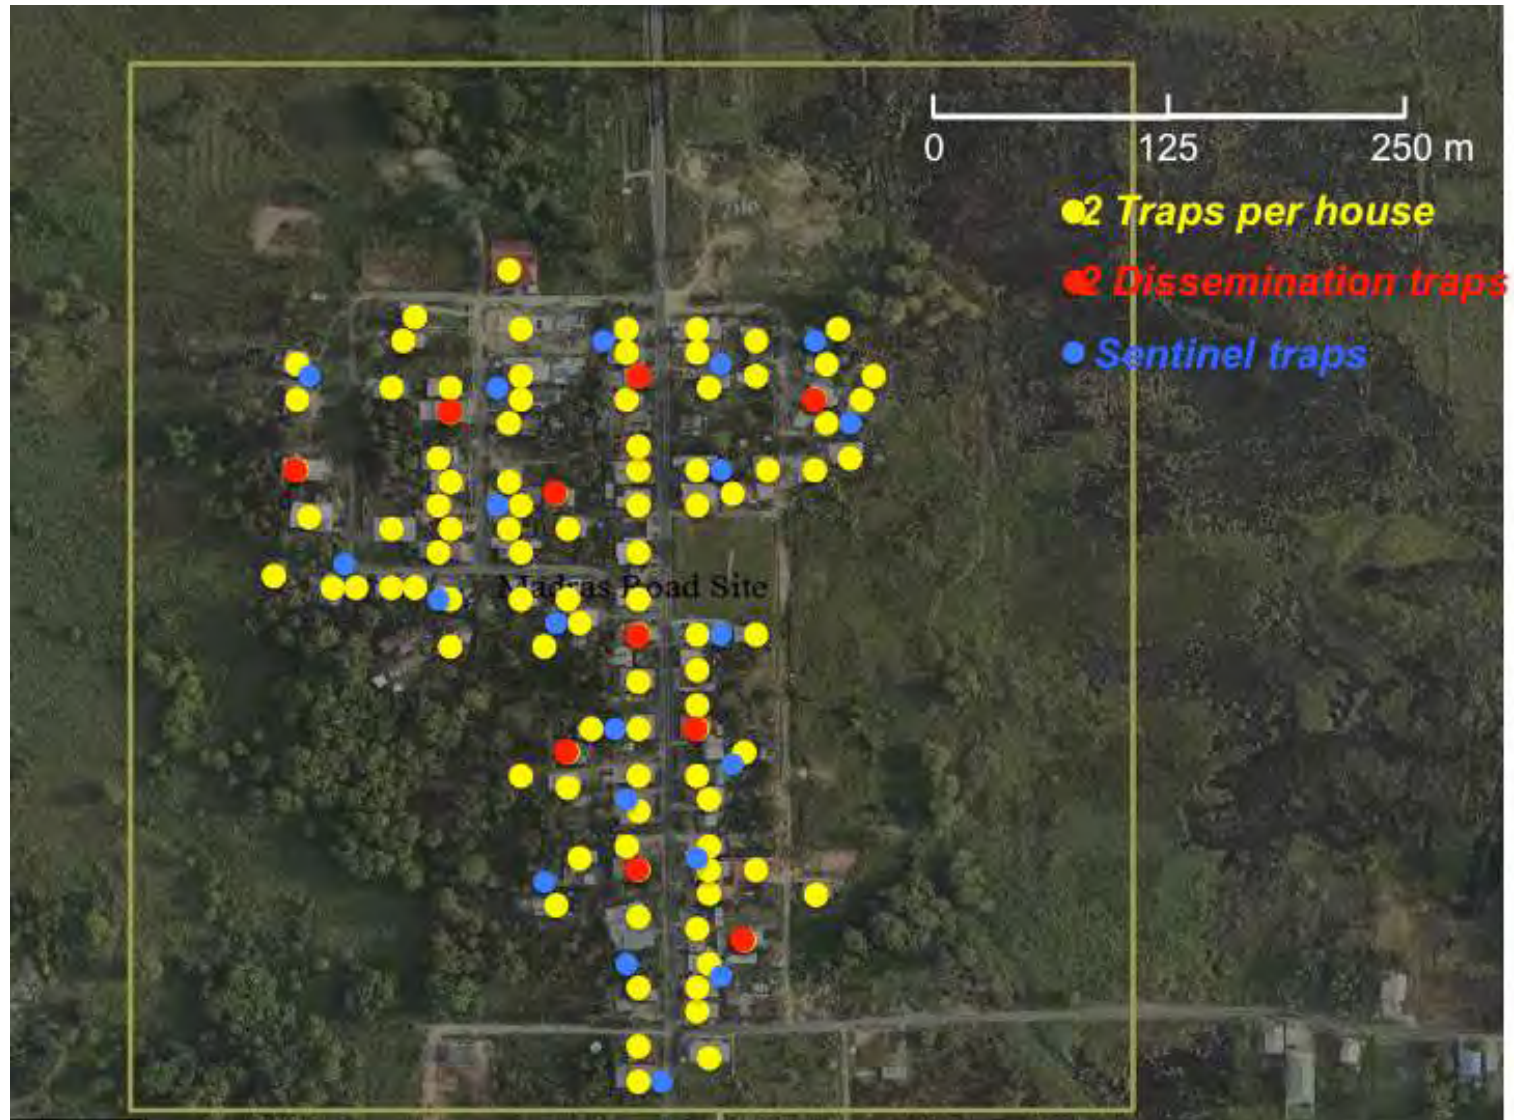 0 125 250 m
2 Traps per house
2 Dissemination traps
Sentinel traps
Madras Road Site